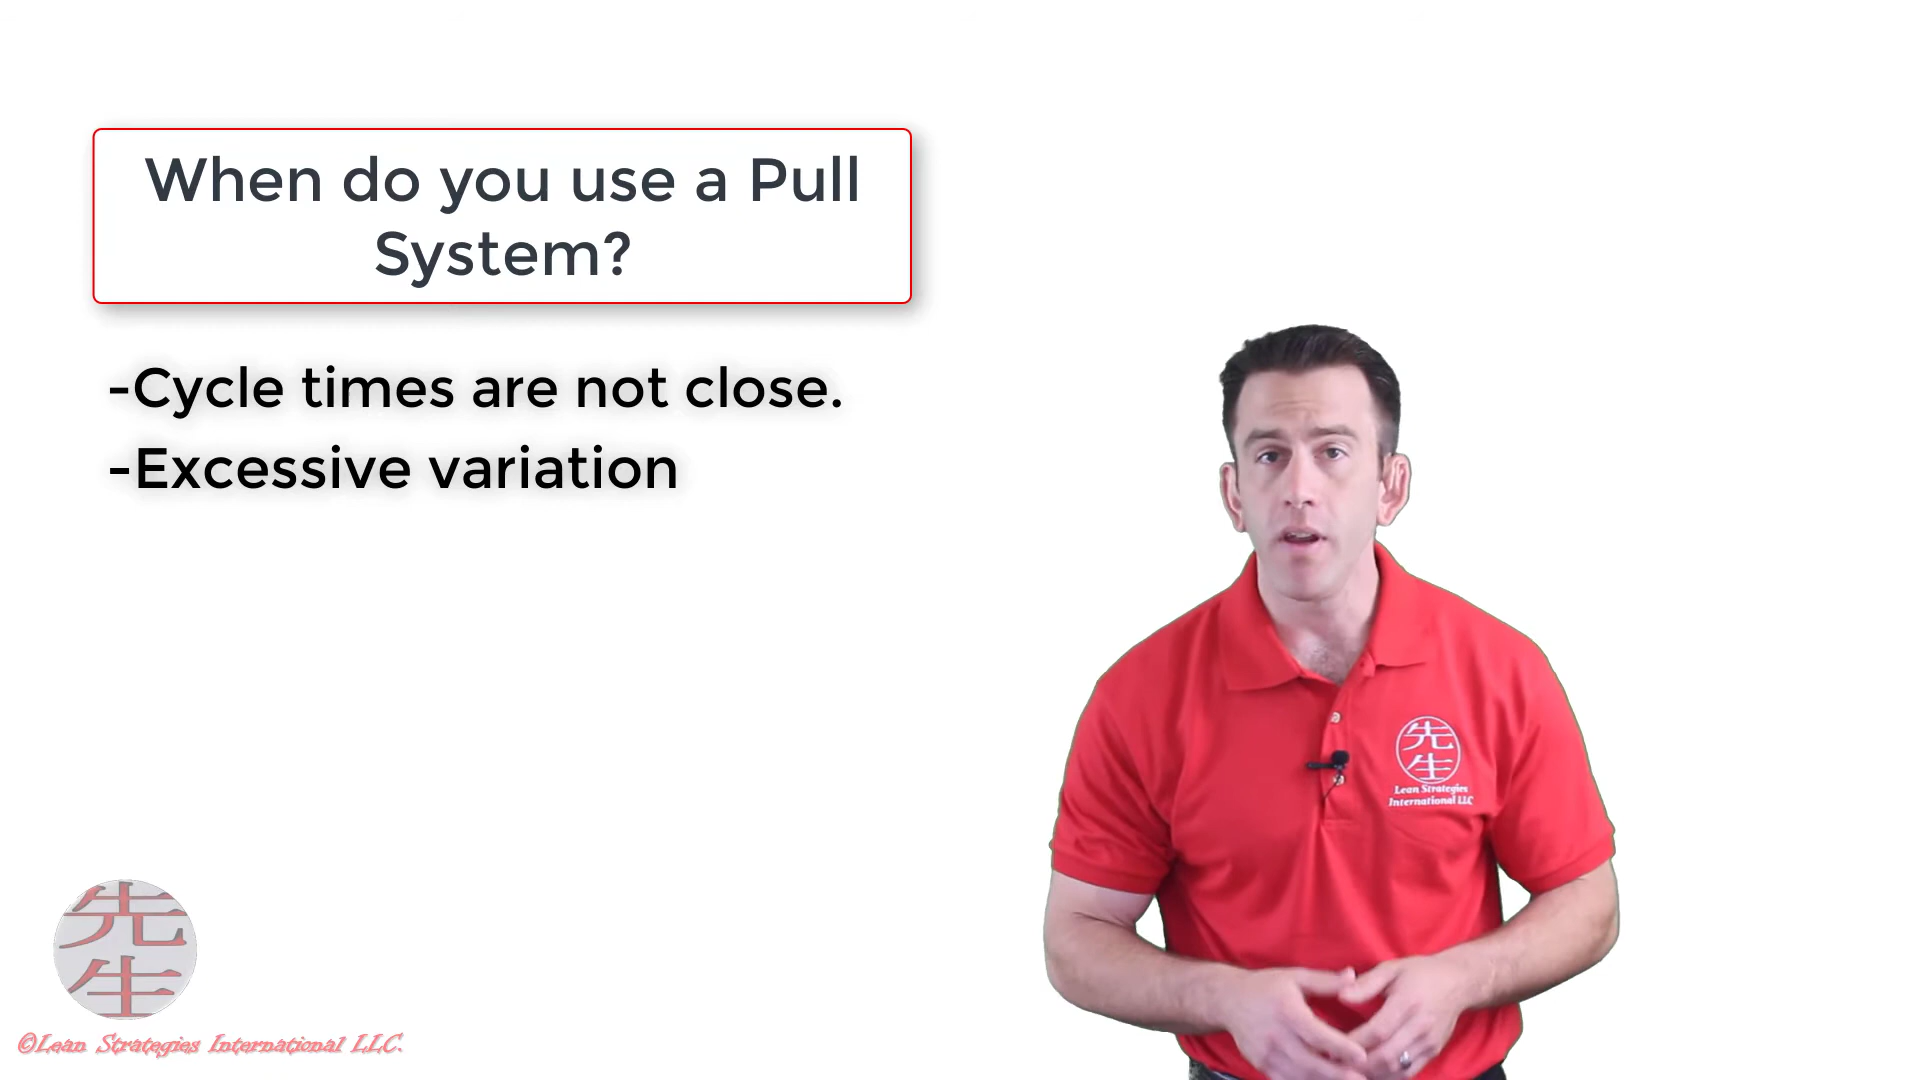 When do you use a Pull
System?
-Cycle times are not close.
-Excessive variation
先
生
Lean Strategies
International LLC
先
生
©Lean Strategies International LLC.